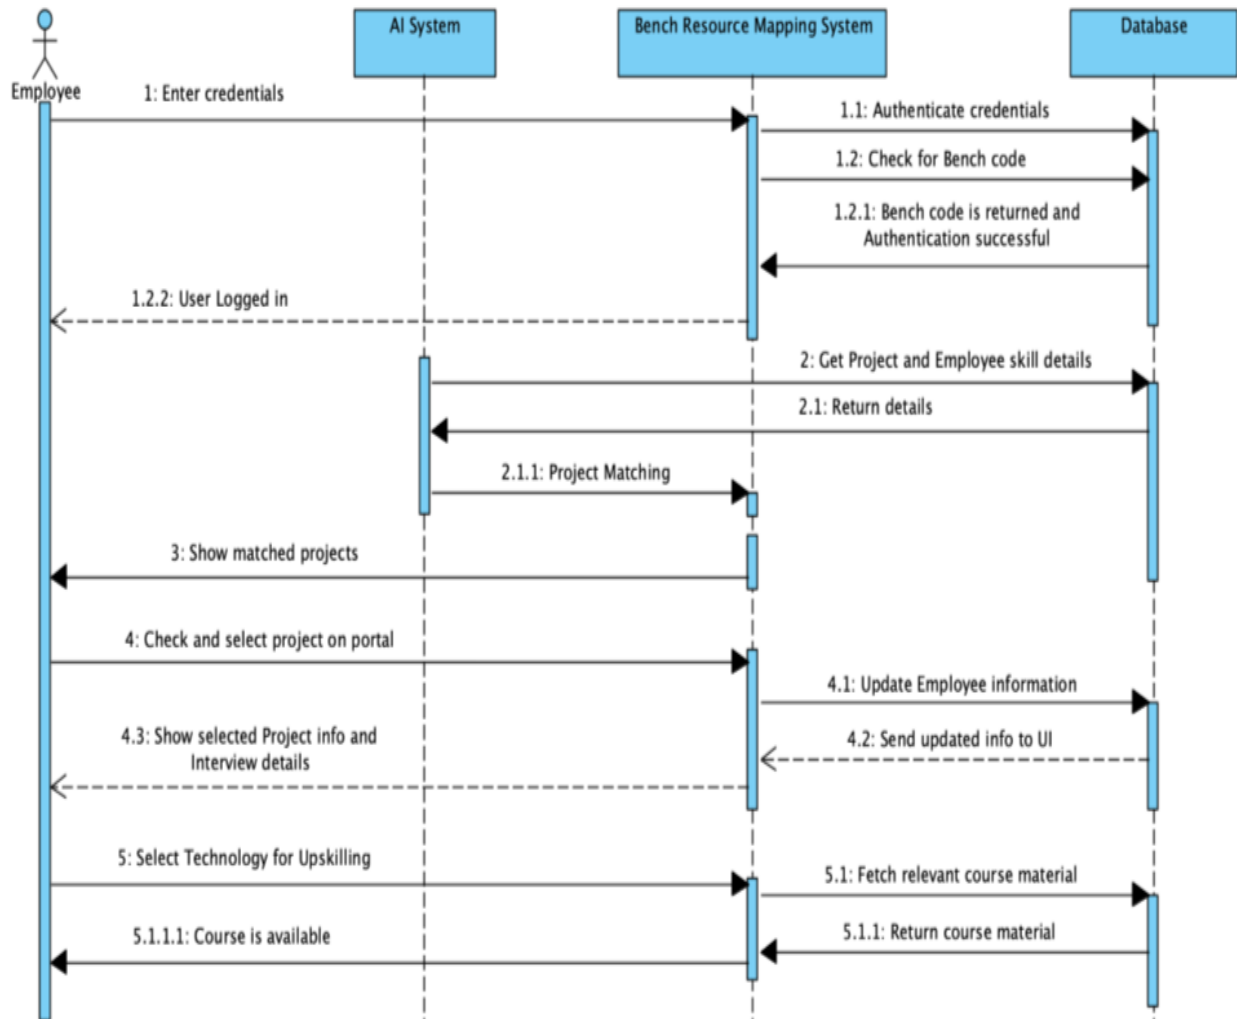 AI System
Bench Resource Mapping System
Database
Employee
1: Enter credentials
1.1: Authenticate credentials
1.2: Check for Bench code
1.2.1: Bench code is returned and
Authentication successful
1.2.2: User Logged in
2: Get Project and Employee skill details
2.1: Return details
2.1.1: Project Matching
3: Show matched projects
4: Check and select project on portal
4.1: Update Employee information
4.2: Send updated info to UI
4.3: Show selected Project info and
Interview details
5: Select Technology for Upskilling
5.1: Fetch relevant course material
5.1.1: Return course material
5.1.1.1: Course is available